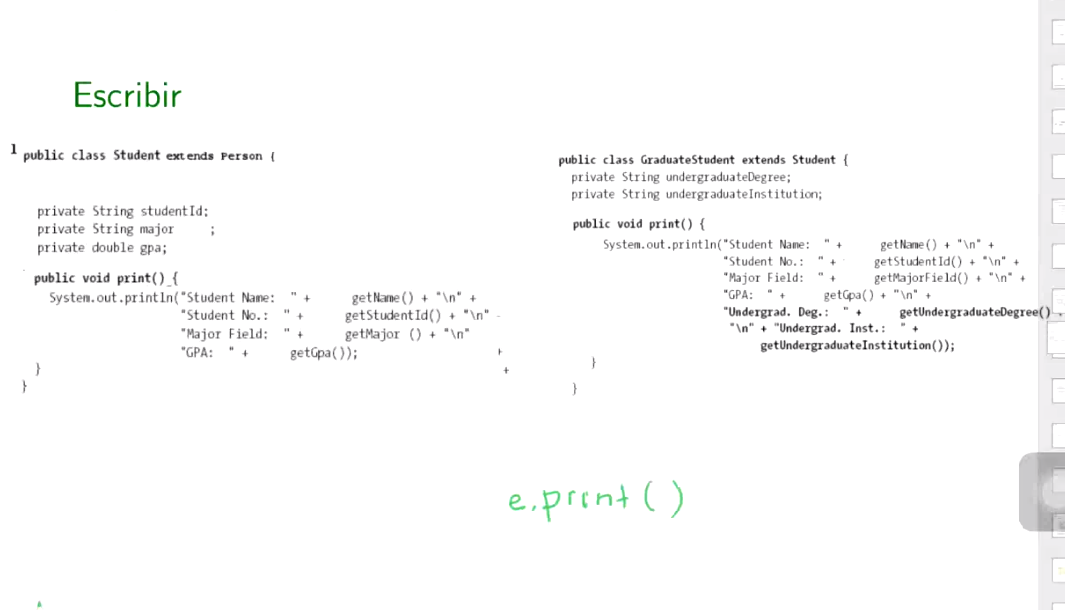 Escribir
1
public class Student extends Person {
private String studentId;
private String major ;
private double gpa;
public void print() {
System.out.println("Student Name: " + getName() + "\n" +
"Student No.: " + getStudentId() + "\n"
"Major Field: " + getMajor () + "\n" +
"GPA: " + getGpa()); +
}
}
public class GraduateStudent extends Student {
private String undergraduateDegree;
private String undergraduateInstitution;
public void print() {
System.out.println("Student Name: " + getName() + "\n" +
"Student No.: " + getStudentId() + "\n" +
"Major Field: " + getMajorField() + "\n" +
"GPA: " + getGpa() + "\n" +
"Undergrad. Deg.: " + getUndergraduateDegree() +
"\n" + "Undergrad. Inst.: " +
getUndergraduateInstitution());
}
}
e.print()